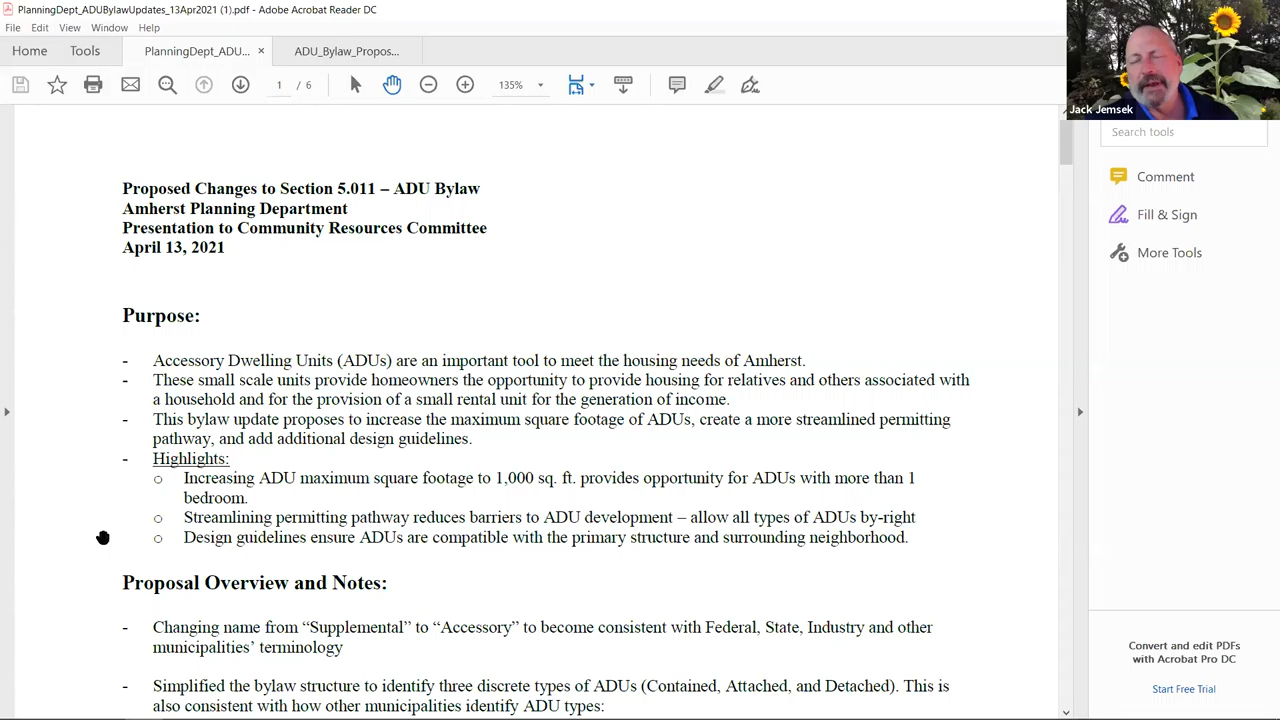 PlanningDept_ADUBylawUpdates_13Apr2021 (1).pdf - Adobe Acrobat Reader DC
File Edit View Window Help
Home Tools PlanningDept_ADU... × ADU_Bylaw_Propos...
1 / 6 135%
Jack Jemsek
Search tools
Comment
Fill & Sign
More Tools
Proposed Changes to Section 5.011 – ADU Bylaw
Amherst Planning Department
Presentation to Community Resources Committee
April 13, 2021
Purpose:
- Accessory Dwelling Units (ADUs) are an important tool to meet the housing needs of Amherst.
- These small scale units provide homeowners the opportunity to provide housing for relatives and others associated with
a household and for the provision of a small rental unit for the generation of income.
- This bylaw update proposes to increase the maximum square footage of ADUs, create a more streamlined permitting
pathway, and add additional design guidelines.
- Highlights:
o Increasing ADU maximum square footage to 1,000 sq. ft. provides opportunity for ADUs with more than 1
bedroom.
o Streamlining permitting pathway reduces barriers to ADU development – allow all types of ADUs by-right
o Design guidelines ensure ADUs are compatible with the primary structure and surrounding neighborhood.
Proposal Overview and Notes:
- Changing name from “Supplemental” to “Accessory” to become consistent with Federal, State, Industry and other
municipalities’ terminology
- Simplified the bylaw structure to identify three discrete types of ADUs (Contained, Attached, and Detached). This is
also consistent with how other municipalities identify ADU types:
Convert and edit PDFs
with Acrobat Pro DC
Start Free Trial